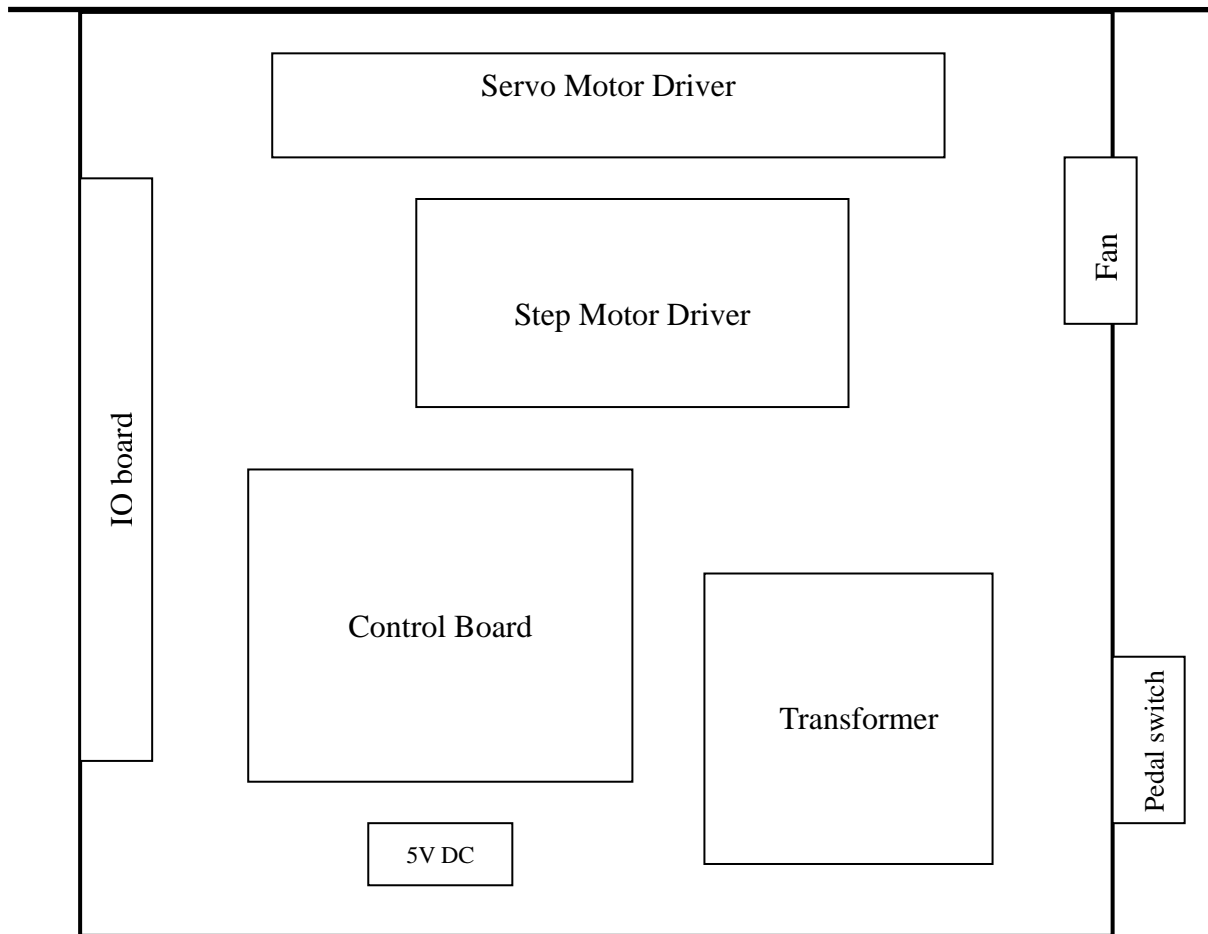 Servo Motor Driver
Fan
Step Motor Driver
IO board
Control Board
Transformer
Pedal switch
5V DC